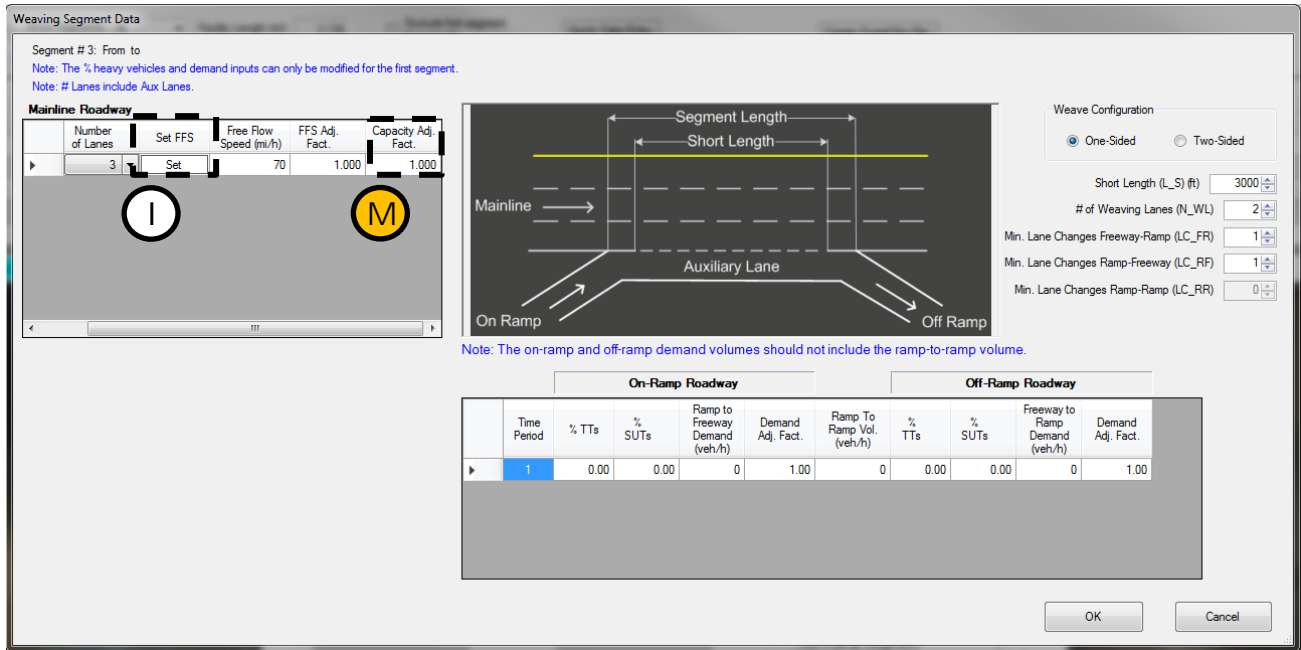 Weaving Segment Data
Segment # 3: From to
Note: The % heavy vehicles and demand inputs can only be modified for the first segment.
Note: # Lanes include Aux Lanes.
Mainline Roadway
Number
of Lanes
Set FFS
Free Flow
Speed (mi/h)
FFS Adj.
Fact.
Capacity Adj.
Fact.
3
Set
70
1.000
1.000
I
M
Segment Length
Short Length
Mainline
Auxiliary Lane
On Ramp
Off Ramp
Weave Configuration
One-Sided
Two-Sided
Short Length (L_S) (ft)
3000
# of Weaving Lanes (N_WL)
2
Min. Lane Changes Freeway-Ramp (LC_FR)
1
Min. Lane Changes Ramp-Freeway (LC_RF)
1
Min. Lane Changes Ramp-Ramp (LC_RR)
0
Note: The on-ramp and off-ramp demand volumes should not include the ramp-to-ramp volume.
On-Ramp Roadway
Off-Ramp Roadway
Time
Period
% TTs
%
SUTs
Ramp to
Freeway
Demand
(veh/h)
Demand
Adj. Fact.
Ramp To
Ramp Vol.
(veh/h)
%
TTs
%
SUTs
Freeway to
Ramp
Demand
(veh/h)
Demand
Adj. Fact.
1
0.00
0.00
0
1.00
0
0.00
0.00
0
1.00
OK
Cancel